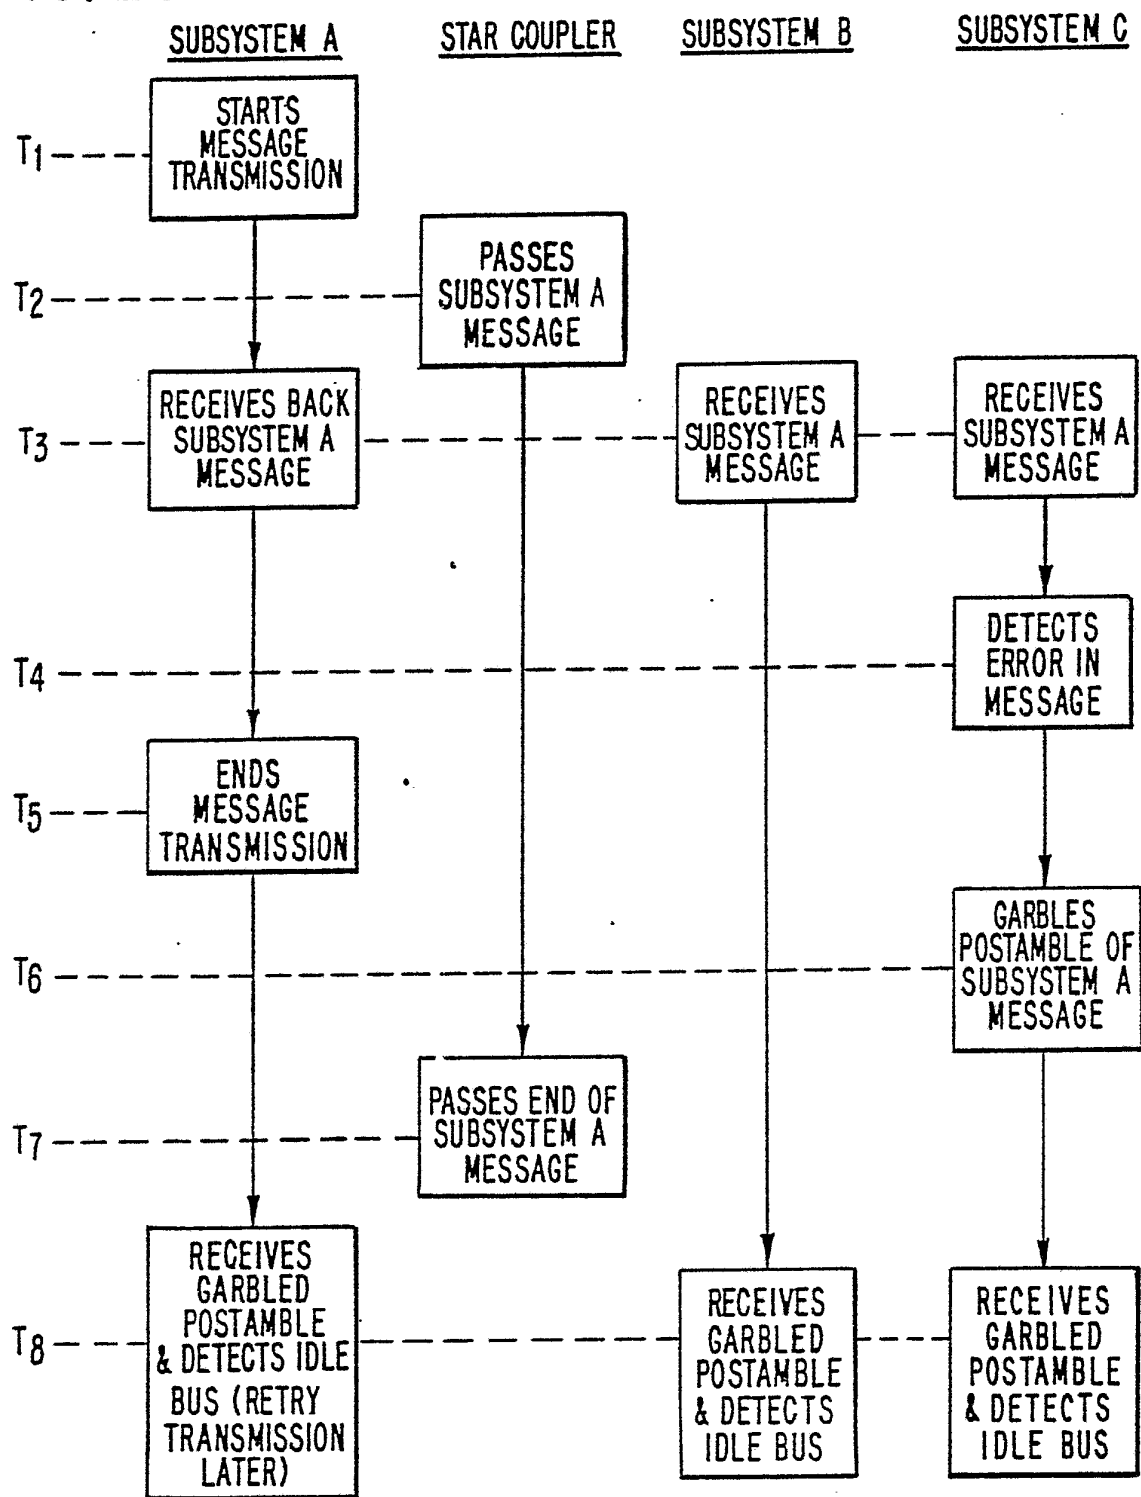 SUBSYSTEM A
STAR COUPLER
SUBSYSTEM B
SUBSYSTEM C
T1
STARTS
MESSAGE
TRANSMISSION
T2
PASSES
SUBSYSTEM A
MESSAGE
T3
RECEIVES BACK
SUBSYSTEM A
MESSAGE
RECEIVES
SUBSYSTEM A
MESSAGE
RECEIVES
SUBSYSTEM A
MESSAGE
T4
DETECTS
ERROR IN
MESSAGE
T5
ENDS
MESSAGE
TRANSMISSION
T6
GARBLES
POSTAMBLE OF
SUBSYSTEM A
MESSAGE
T7
PASSES END OF
SUBSYSTEM A
MESSAGE
T8
RECEIVES
GARBLED
POSTAMBLE
& DETECTS IDLE
BUS (RETRY
TRANSMISSION
LATER)
RECEIVES
GARBLED
POSTAMBLE
& DETECTS
IDLE BUS
RECEIVES
GARBLED
POSTAMBLE
& DETECTS
IDLE BUS